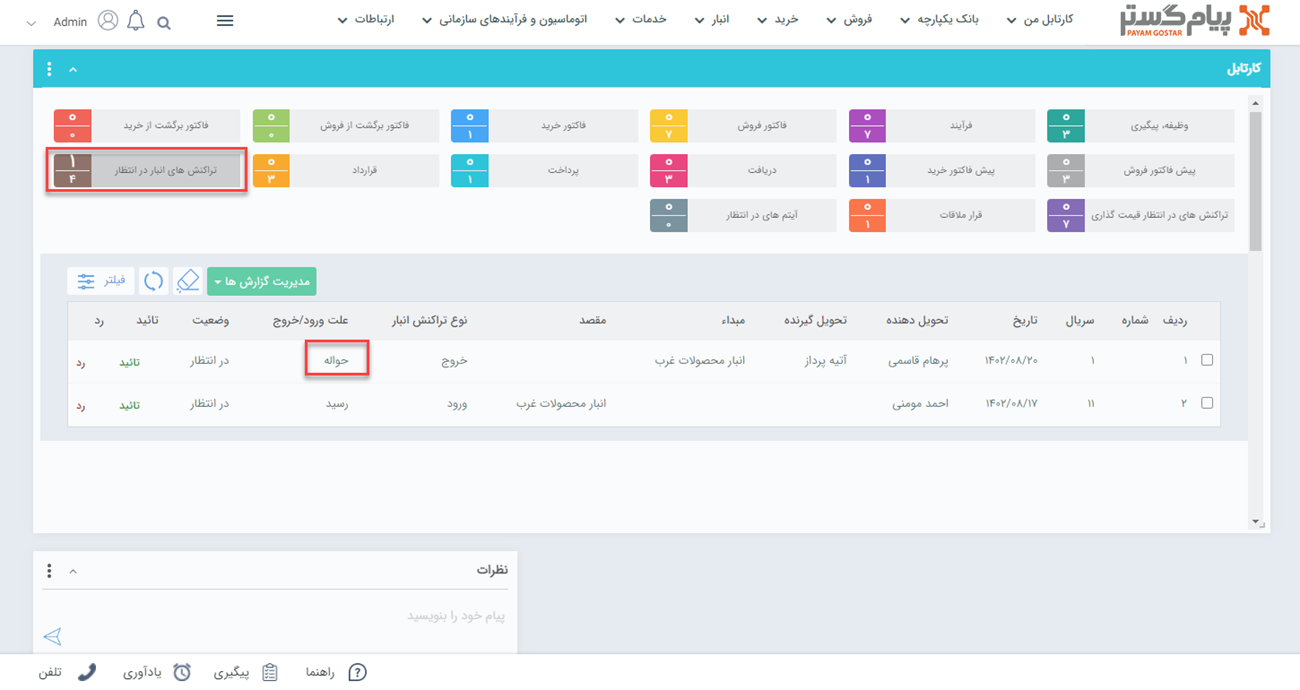 پیام‌گستر
PAYAM GOSTAR
کارتابل من
بانک یکپارچه
فروش
خرید
انبار
خدمات
اتوماسیون و فرآیندهای سازمانی
ارتباطات
Admin
کارتابل
وظیفه، پیگیری ۰ ۳
فرآیند ۰ ۷
فاکتور فروش ۰ ۷
فاکتور خرید ۰ ۱
فاکتور برگشت از فروش ۰ ۰
فاکتور برگشت از خرید ۰ ۰
پیش فاکتور فروش ۰ ۳
پیش فاکتور خرید ۰ ۱
دریافت ۰ ۳
پرداخت ۰ ۱
قرارداد ۰ ۳
تراکنش های انبار در انتظار ۱ ۴
تراکنش های در انتظار قیمت گذاری ۰ ۷
قرار ملاقات ۰ ۱
آیتم های در انتظار ۰ ۰
مدیریت گزارش ها
فیلتر
ردیف شماره سریال تاریخ تحویل دهنده تحویل گیرنده مبداء مقصد نوع تراکنش انبار علت ورود/خروج وضعیت تائید رد
۱ ۱ ۱۴۰۲/۰۸/۲۰ پرهام قاسمی آتیه پرداز انبار محصولات غرب خروج حواله در انتظار تائید رد
۲ ۱۱ ۱۴۰۲/۰۸/۱۷ احمد مومنی انبار محصولات غرب ورود رسید در انتظار تائید رد
نظرات
پیام خود را بنویسید
راهنما
پیگیری
یادآوری
تلفن